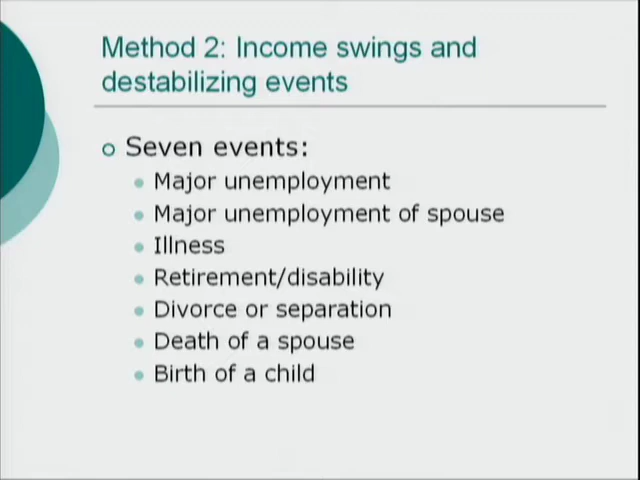 Method 2: Income swings and
destabilizing events
Seven events:
Major unemployment
Major unemployment of spouse
Illness
Retirement/disability
Divorce or separation
Death of a spouse
Birth of a child